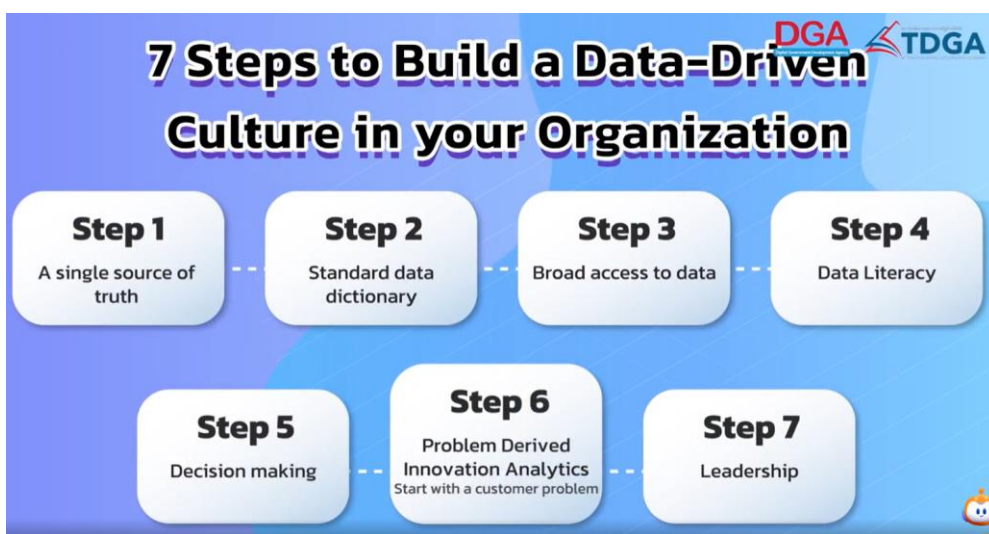 DGA
TDGA
7 Steps to Build a Data-Driven
Culture in your Organization
Step 1
A single source of
truth
Step 2
Standard data
dictionary
Step 3
Broad access to data
Step 4
Data Literacy
Step 5
Decision making
Step 6
Problem Derived
Innovation Analytics
Start with a customer problem
Step 7
Leadership